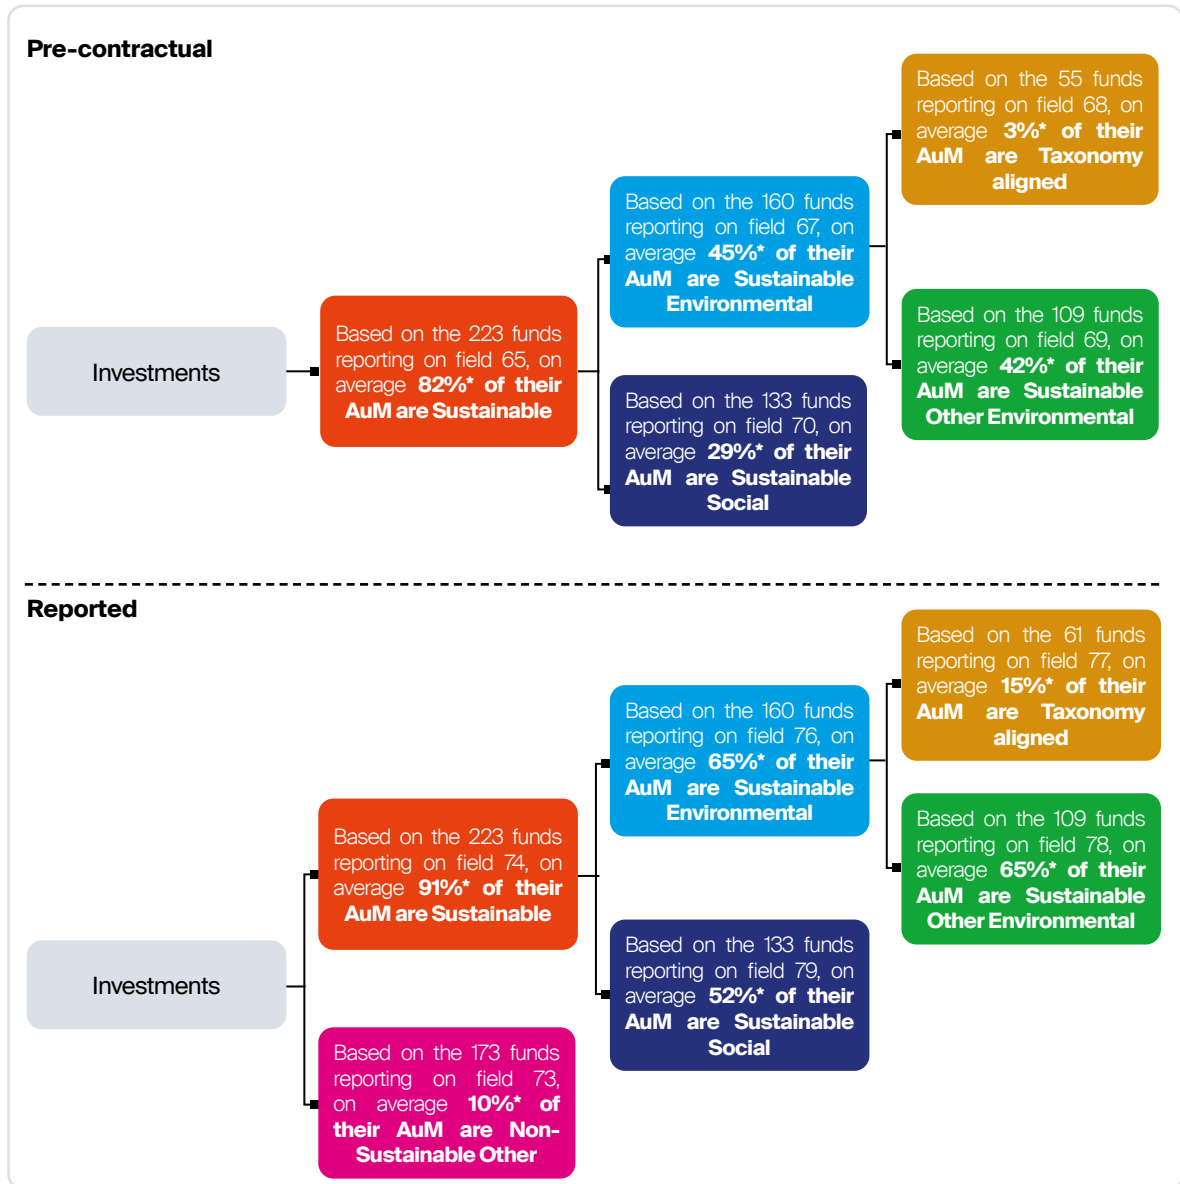 Pre-contractual
Based on the 55 funds
reporting on field 68, on
average 3%* of their
AuM are Taxonomy
aligned
Based on the 160 funds
reporting on field 67, on
average 45%* of their
AuM are Sustainable
Environmental
Based on the 109 funds
reporting on field 69, on
average 42%* of their
AuM are Sustainable
Other Environmental
Based on the 223 funds
reporting on field 65, on
average 82%* of their
AuM are Sustainable
Investments
Based on the 133 funds
reporting on field 70, on
average 29%* of their
AuM are Sustainable
Social
Reported
Based on the 61 funds
reporting on field 77, on
average 15%* of their
AuM are Taxonomy
aligned
Based on the 160 funds
reporting on field 76, on
average 65%* of their
AuM are Sustainable
Environmental
Based on the 109 funds
reporting on field 78, on
average 65%* of their
AuM are Sustainable
Other Environmental
Based on the 223 funds
reporting on field 74, on
average 91%* of their
AuM are Sustainable
Investments
Based on the 133 funds
reporting on field 79, on
average 52%* of their
AuM are Sustainable
Social
Based on the 173 funds
reporting on field 73,
on average 10%* of
their AuM are Non-
Sustainable Other